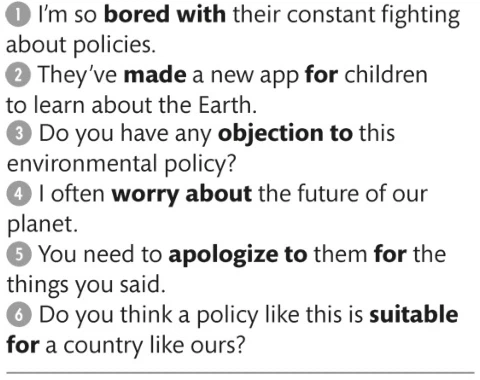 1 I'm so bored with their constant fighting
about policies.
2 They've made a new app for children
to learn about the Earth.
3 Do you have any objection to this
environmental policy?
4 I often worry about the future of our
planet.
5 You need to apologize to them for the
things you said.
6 Do you think a policy like this is suitable
for a country like ours?